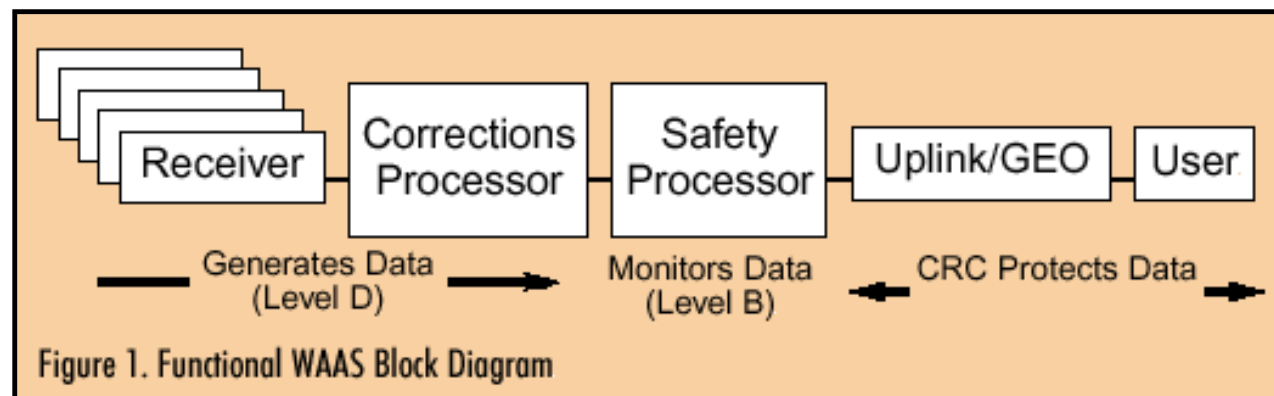 Receiver
Corrections
Processor
Safety
Processor
Uplink/GEO
User
Generates Data
(Level D)
Monitors Data
(Level B)
CRC Protects Data
Figure 1. Functional WAAS Block Diagram